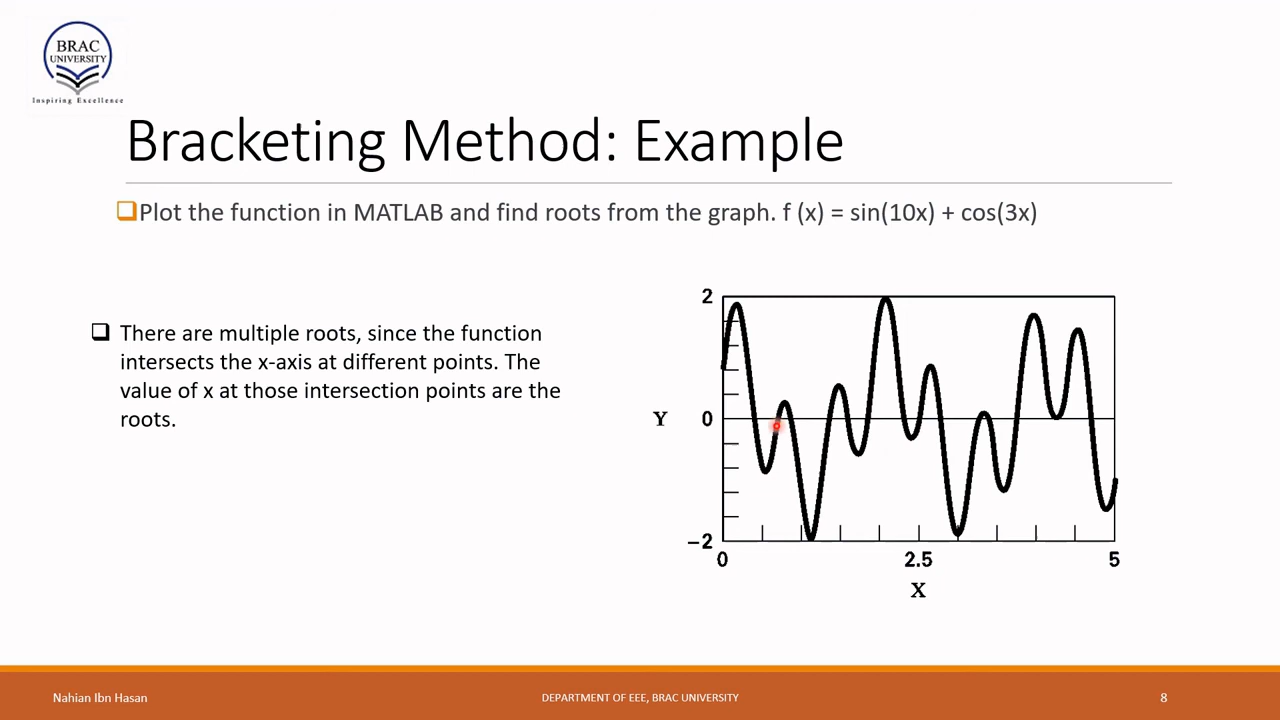 BRAC
UNIVERSITY
Inspiring Excellence
Bracketing Method: Example
Plot the function in MATLAB and find roots from the graph. f (x) = sin(10x) + cos(3x)
There are multiple roots, since the function
intersects the x-axis at different points. The
value of x at those intersection points are the
roots.
2
Y
0
−2
0
2.5
5
X
Nahian Ibn Hasan
DEPARTMENT OF EEE, BRAC UNIVERSITY
8